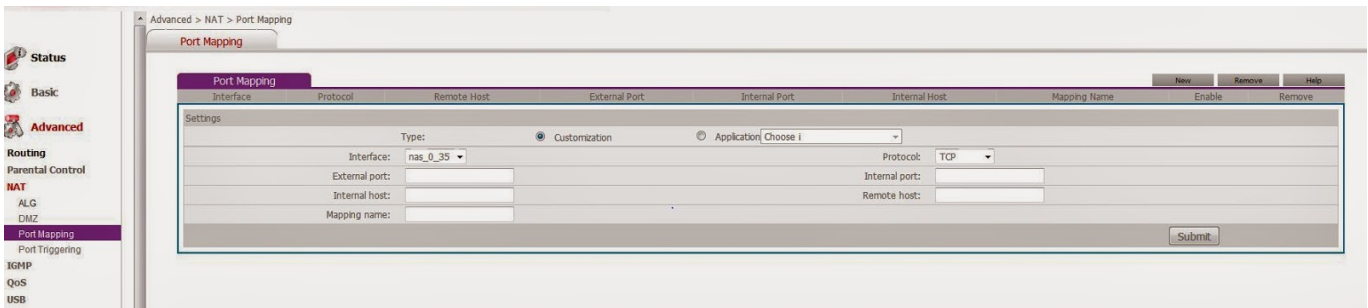 Advanced > NAT > Port Mapping
Port Mapping
Status
Basic
Advanced
Routing
Parental Control
NAT
ALG
DMZ
Port Mapping
Port Triggering
IGMP
QoS
USB
Port Mapping New Remove Help
Interface Protocol Remote Host External Port Internal Port Internal Host Mapping Name Enable Remove
Settings
Type: Customization Application Choose i
Interface: nas_0_35 Protocol: TCP
External port: Internal port:
Internal host: Remote host:
Mapping name:
Submit